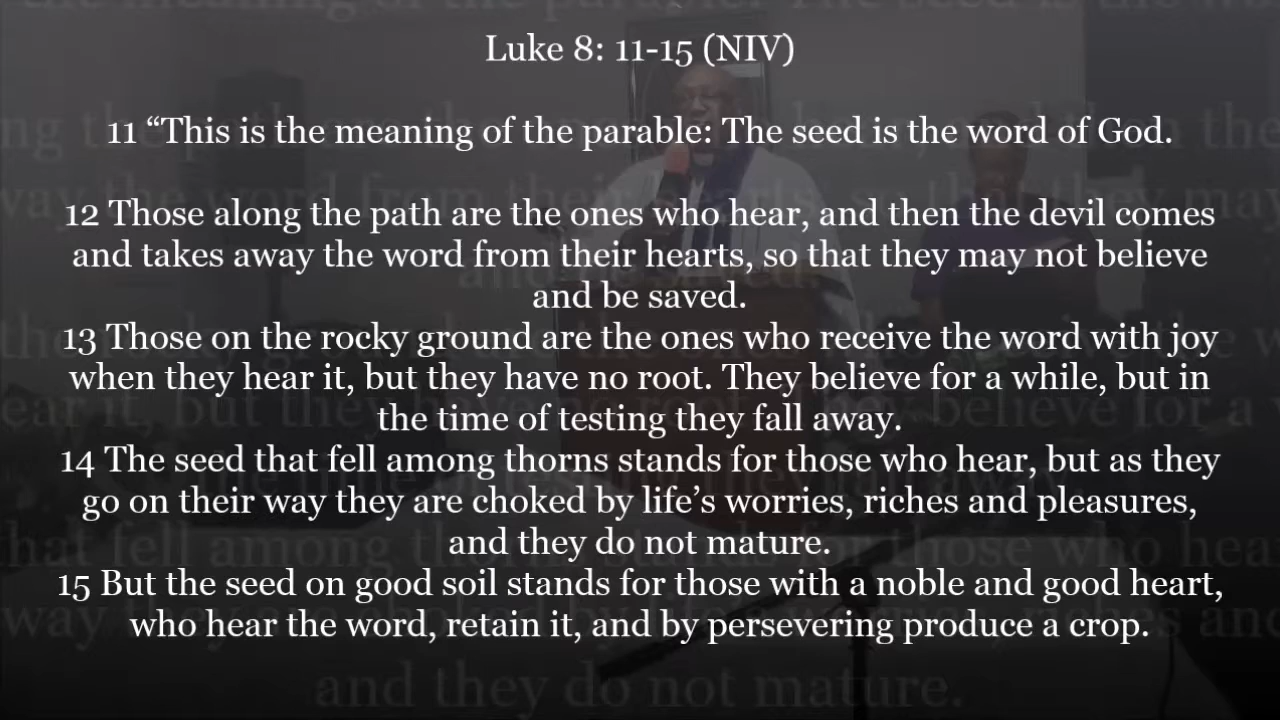 Luke 8: 11-15 (NIV)
11 “This is the meaning of the parable: The seed is the word of God.
12 Those along the path are the ones who hear, and then the devil comes
and takes away the word from their hearts, so that they may not believe
and be saved.
13 Those on the rocky ground are the ones who receive the word with joy
when they hear it, but they have no root. They believe for a while, but in
the time of testing they fall away.
14 The seed that fell among thorns stands for those who hear, but as they
go on their way they are choked by life’s worries, riches and pleasures,
and they do not mature.
15 But the seed on good soil stands for those with a noble and good heart,
who hear the word, retain it, and by persevering produce a crop.
and they do not mature.